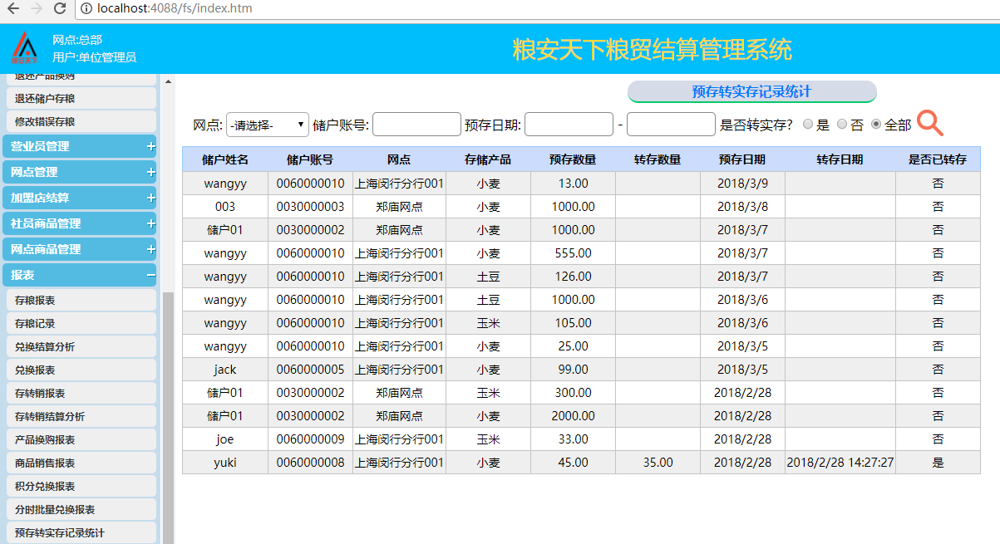 localhost:4088/fs/index.htm
网点:总部
用户:单位管理员
粮安天下粮贸结算管理系统
退还产品换购
退还储户存粮
修改错误存粮
营业员管理 +
网点管理 +
加盟店结算 +
社员商品管理 +
网点商品管理 +
报表 −
存粮报表
存粮记录
兑换结算分析
兑换报表
存转销报表
存转销结算分析
产品换购报表
商品销售报表
积分兑换报表
分时批量兑换报表
预存转实存记录统计
预存转实存记录统计
网点: -请选择- 储户账号: 预存日期: - 是否转实存? 是 否 全部
储户姓名 储户账号 网点 存储产品 预存数量 转存数量 预存日期 转存日期 是否已转存
wangyy 0060000010 上海闵行分行001 小麦 13.00 2018/3/9 否
003 0030000003 郑庙网点 小麦 1000.00 2018/3/8 否
储户01 0030000002 郑庙网点 小麦 1000.00 2018/3/7 否
wangyy 0060000010 上海闵行分行001 小麦 555.00 2018/3/7 否
wangyy 0060000010 上海闵行分行001 土豆 126.00 2018/3/7 否
wangyy 0060000010 上海闵行分行001 土豆 1000.00 2018/3/6 否
wangyy 0060000010 上海闵行分行001 玉米 105.00 2018/3/6 否
wangyy 0060000010 上海闵行分行001 小麦 25.00 2018/3/5 否
jack 0060000005 上海闵行分行001 小麦 99.00 2018/3/5 否
储户01 0030000002 郑庙网点 玉米 300.00 2018/2/28 否
储户01 0030000002 郑庙网点 小麦 2000.00 2018/2/28 否
joe 0060000009 上海闵行分行001 玉米 33.00 2018/2/28 否
yuki 0060000008 上海闵行分行001 小麦 45.00 35.00 2018/2/28 2018/2/28 14:27:27 是